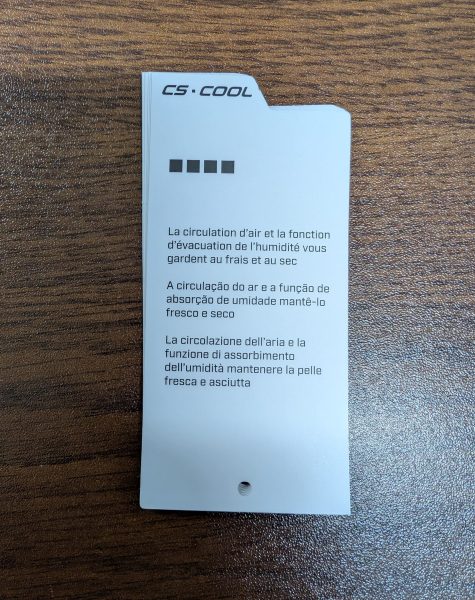 CS·COOL
La circulation d'air et la fonction
d'évacuation de l'humidité vous
gardent au frais et au sec
A circulação do ar e a função de
absorção de umidade mantê-lo
fresco e seco
La circolazione dell'aria e la
funzione di assorbimento
dell'umidità mantenere la pelle
fresca e asciutta